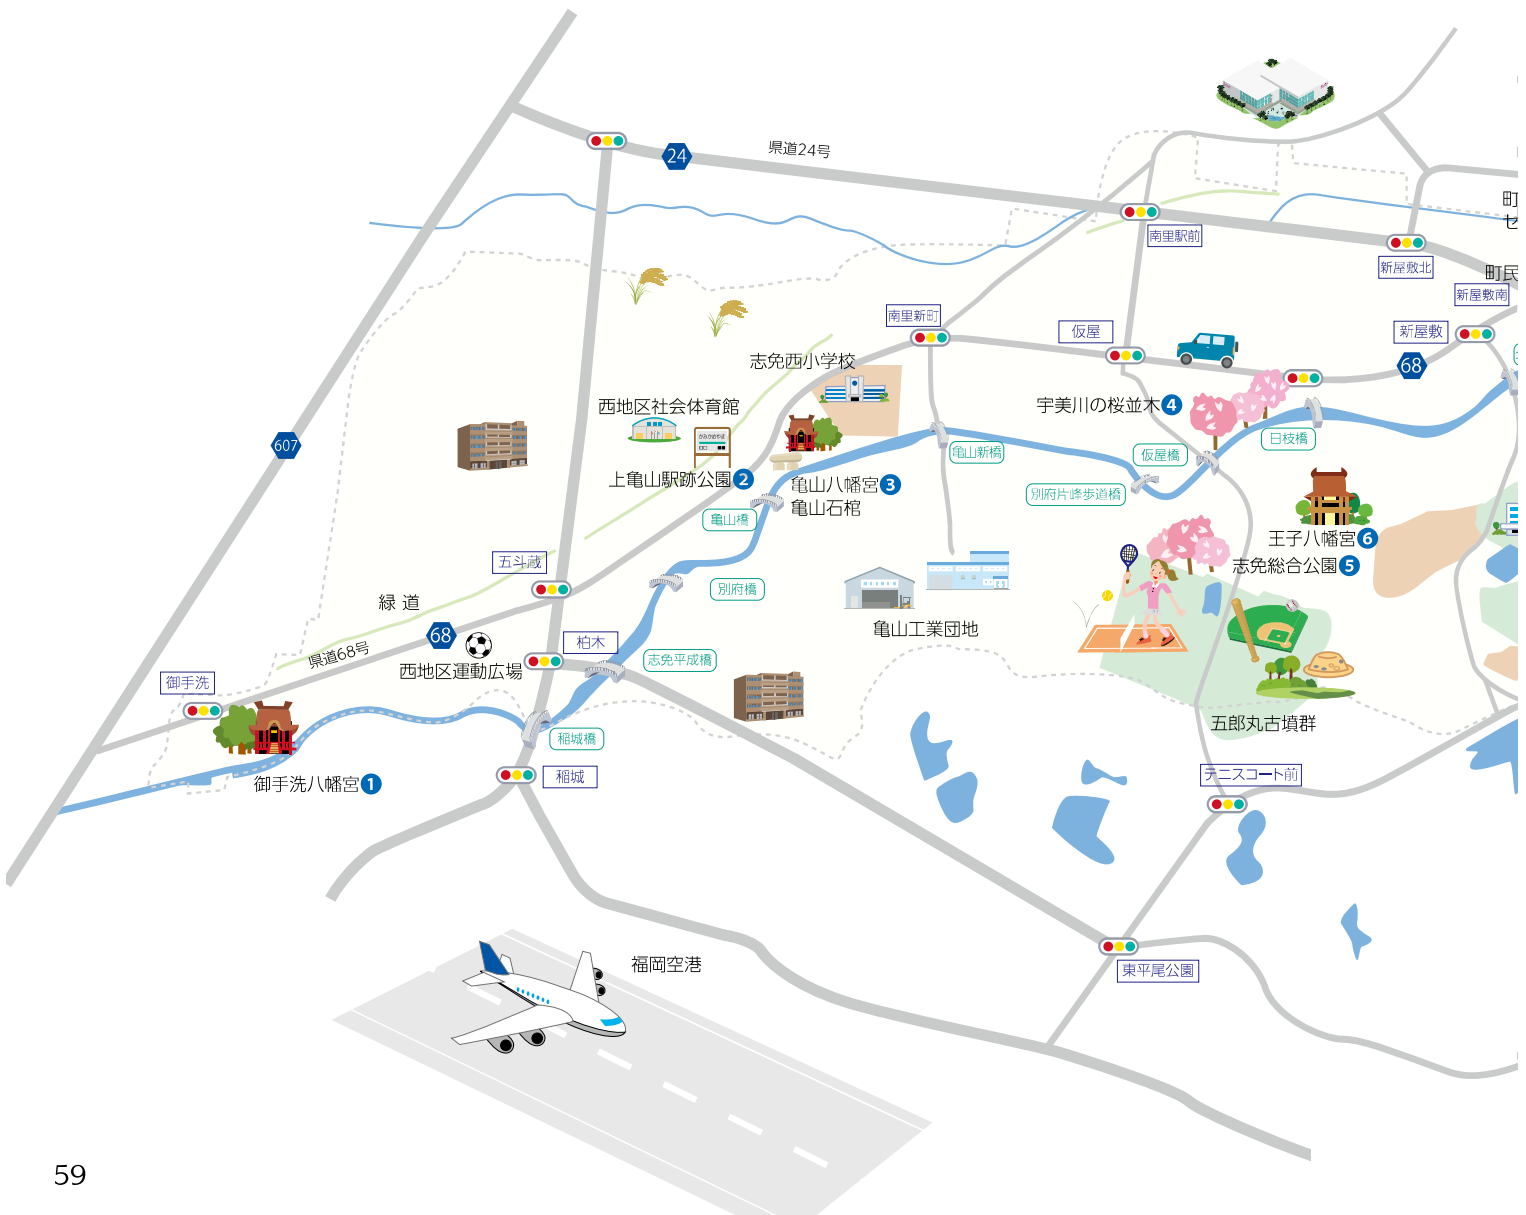 県道24号
24
町
セ
南里駅前
新屋敷北
町民
新屋敷南
南里新町
仮屋
新屋敷
68
志免西小学校
西地区社会体育館
かみかめやま
宇美川の桜並木4
607
日枝橋
亀山新橋
仮屋橋
上亀山駅跡公園2
亀山八幡宮3
亀山石棺
別府片峰歩道橋
亀山橋
王子八幡宮6
志免総合公園5
五斗蔵
別府橋
緑道
亀山工業団地
68
県道68号
柏木
西地区運動広場
志免平成橋
御手洗
五郎丸古墳群
稲城橋
御手洗八幡宮1
稲城
テニスコート前
福岡空港
東平尾公園
59